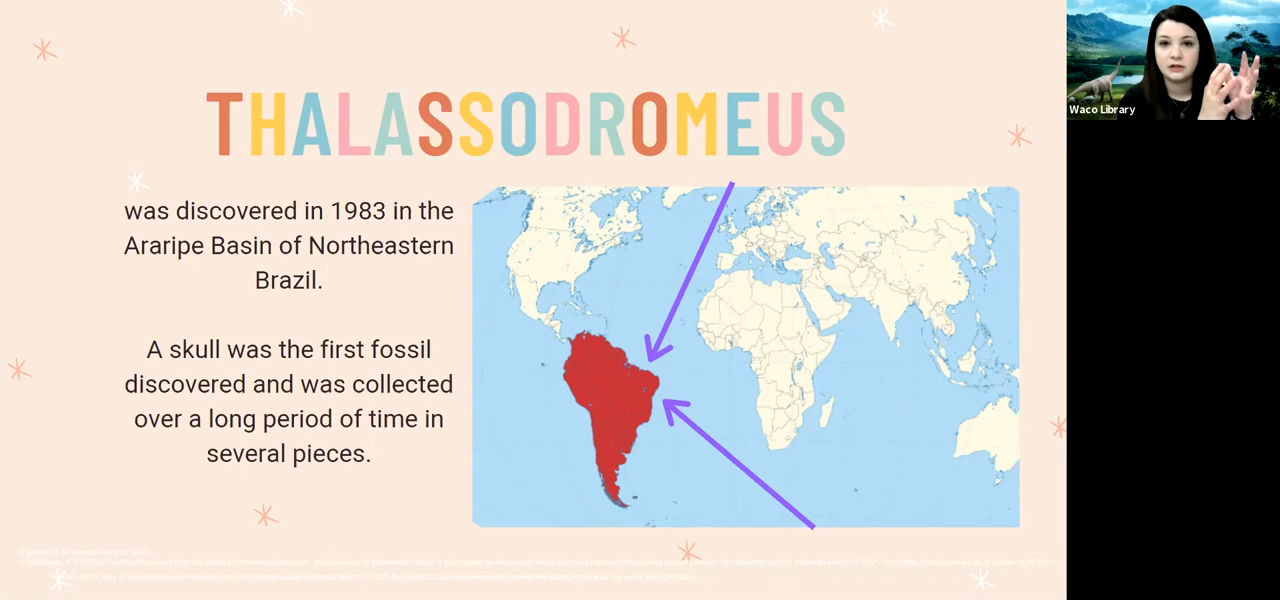 THALASSODROMEUS
was discovered in 1983 in the
Araripe Basin of Northeastern
Brazil.
A skull was the first fossil
discovered and was collected
over a long period of time in
several pieces.
Waco Library